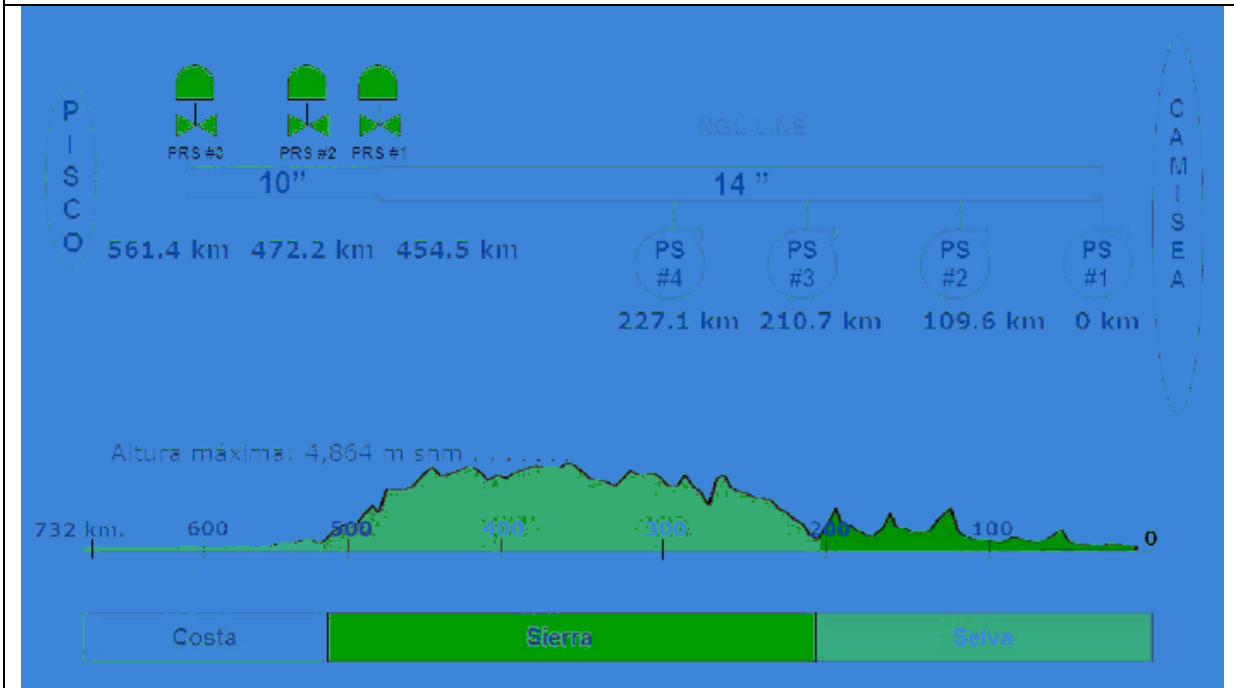 PISCO
CAMISEA
PRS #3 PRS #2 PRS #1
NGL LINE
10” 14 ”
561.4 km 472.2 km 454.5 km
PS #4
PS #3
PS #2
PS #1
227.1 km 210.7 km 109.6 km 0 km
Altura máxima: 4,864 m snm . . . . . . .
732 km. 600 500 400 300 200 100 0
Costa Sierra Selva